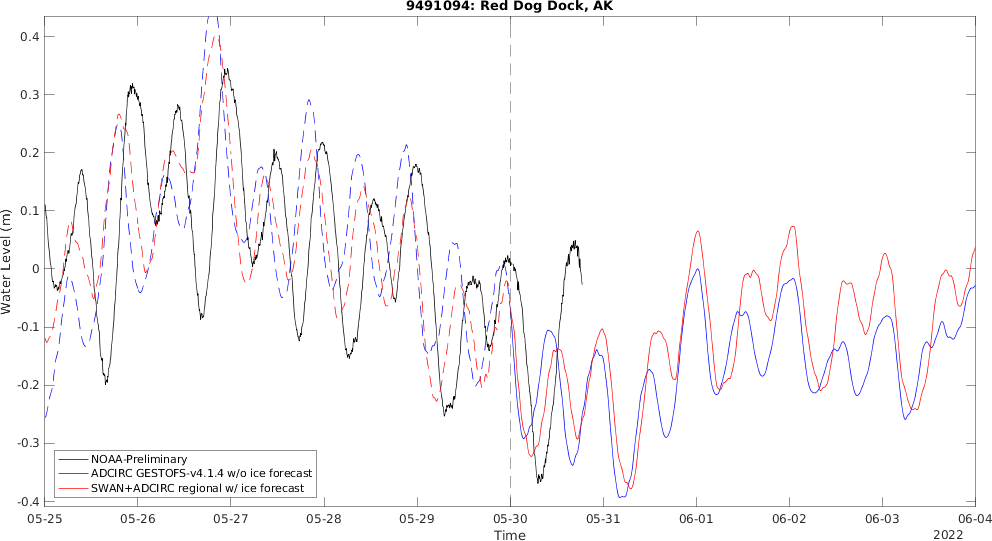 9491094: Red Dog Dock, AK
0.4
0.3
0.2
0.1
0
-0.1
-0.2
-0.3
-0.4
Water Level (m)
NOAA-Preliminary
ADCIRC GESTOFS-v4.1.4 w/o ice forecast
SWAN+ADCIRC regional w/ ice forecast
05-25 05-26 05-27 05-28 05-29 05-30 05-31 06-01 06-02 06-03 06-04
Time
2022